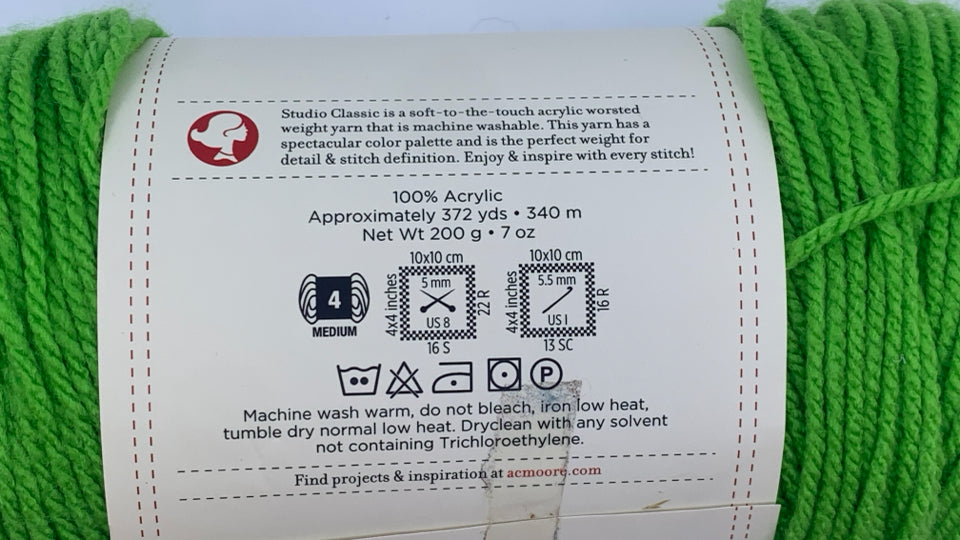 Studio Classic is a soft-to-the-touch acrylic worsted
weight yarn that is machine washable. This yarn has a
spectacular color palette and is the perfect weight for
detail & stitch definition. Enjoy & inspire with every stitch!
100% Acrylic
Approximately 372 yds • 340 m
Net Wt 200 g • 7 oz
4
MEDIUM
10x10 cm
4x4 inches
5 mm
US 8
22 R
16 S
10x10 cm
4x4 inches
5.5 mm
US I
16 R
13 SC
P
Machine wash warm, do not bleach, iron low heat,
tumble dry normal low heat. Dryclean with any solvent
not containing Trichloroethylene.
Find projects & inspiration at acmoore.com